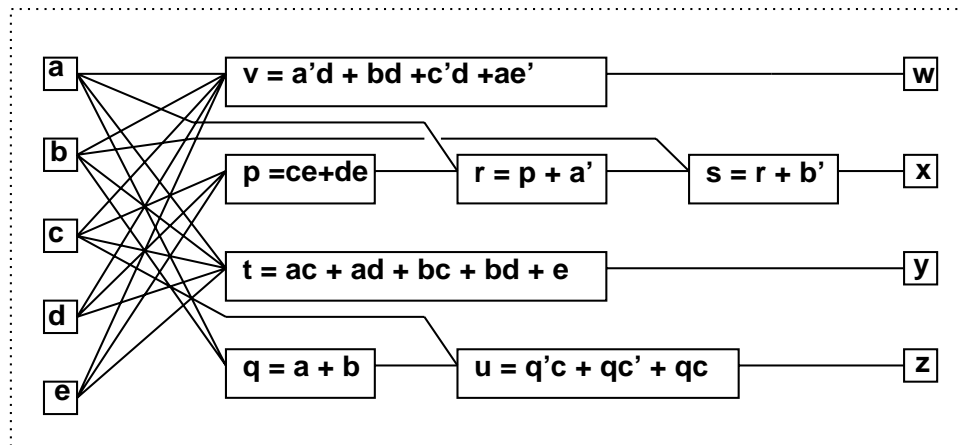 a
v = a’d + bd +c’d +ae’
w
b
p =ce+de
r = p + a’
s = r + b’
x
c
t = ac + ad + bc + bd + e
y
d
q = a + b
u = q’c + qc’ + qc
z
e